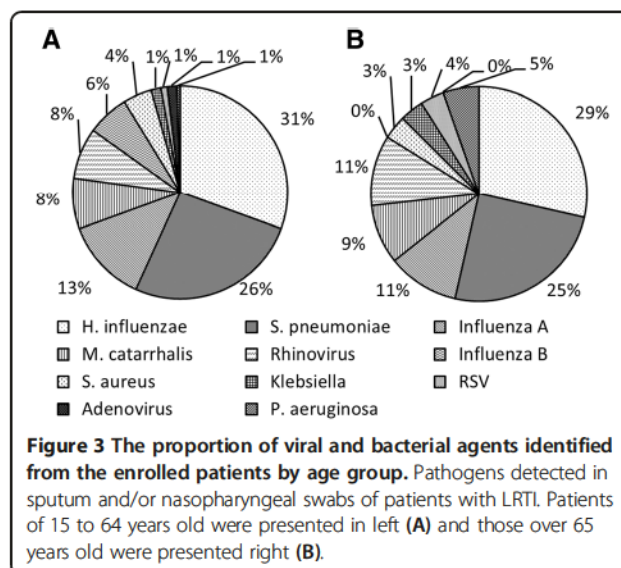 A
B
4%
1%
1%
1%
1%
6%
8%
8%
13%
26%
31%
3%
3%
4%
0%
5%
0%
11%
9%
11%
25%
29%
H. influenzae
S. pneumoniae
Influenza A
M. catarrhalis
Rhinovirus
Influenza B
S. aureus
Klebsiella
RSV
Adenovirus
P. aeruginosa
Figure 3 The proportion of viral and bacterial agents identified
from the enrolled patients by age group. Pathogens detected in
sputum and/or nasopharyngeal swabs of patients with LRTI. Patients
of 15 to 64 years old were presented in left (A) and those over 65
years old were presented right (B).